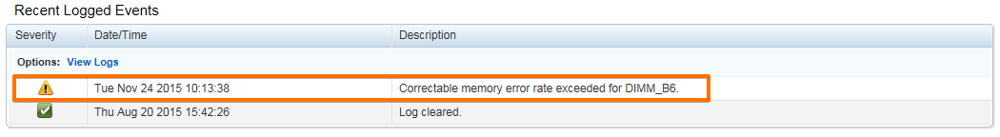 Recent Logged Events
Severity Date/Time Description
Options: View Logs
Tue Nov 24 2015 10:13:38 Correctable memory error rate exceeded for DIMM_B6.
Thu Aug 20 2015 15:42:26 Log cleared.